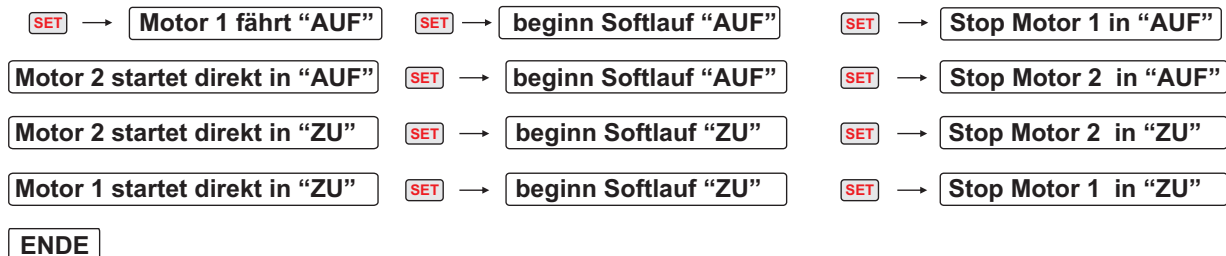 SET → Motor 1 fährt “AUF” SET → beginn Softlauf “AUF” SET → Stop Motor 1 in “AUF”
Motor 2 startet direkt in “AUF” SET → beginn Softlauf “AUF” SET → Stop Motor 2 in “AUF”
Motor 2 startet direkt in “ZU” SET → beginn Softlauf “ZU” SET → Stop Motor 2 in “ZU”
Motor 1 startet direkt in “ZU” SET → beginn Softlauf “ZU” SET → Stop Motor 1 in “ZU”
ENDE